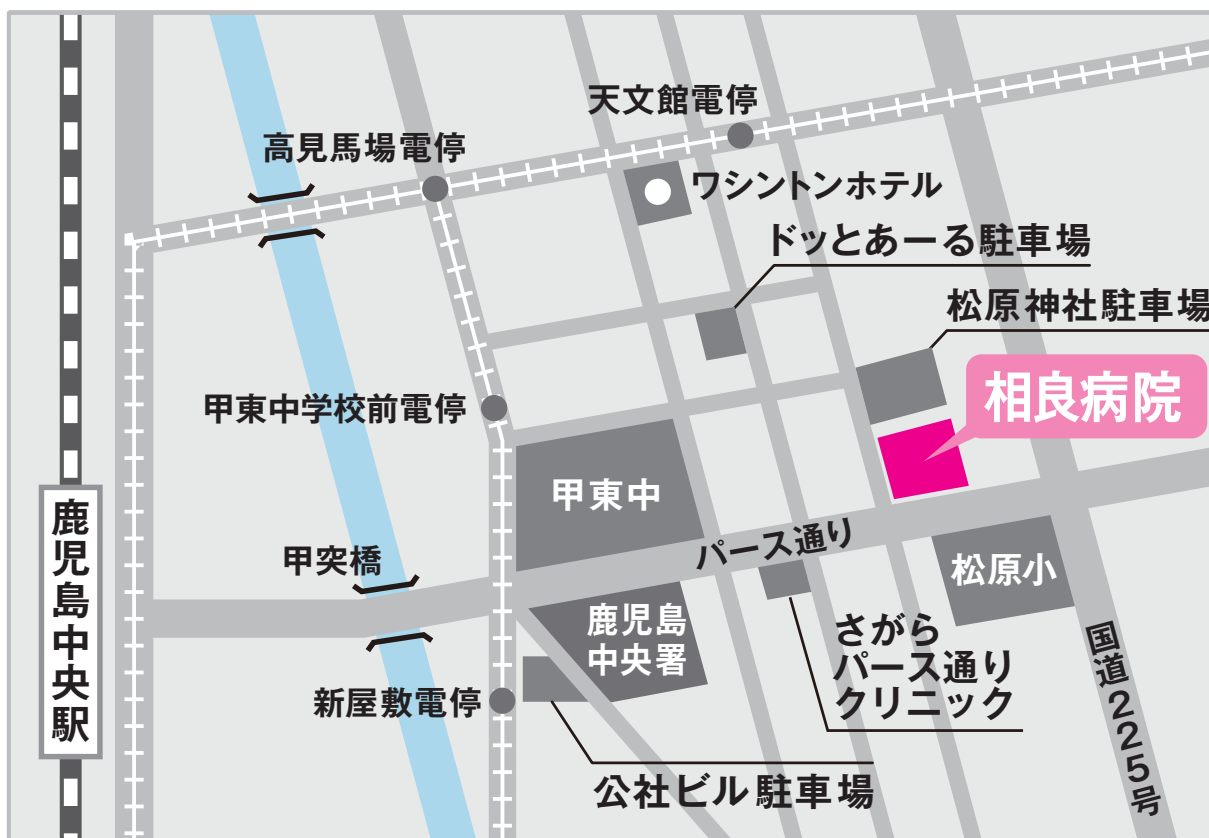 天文館電停
高見馬場電停
ワシントンホテル
ドッとあーる駐車場
松原神社駐車場
相良病院
甲東中学校前電停
甲東中
鹿児島中央駅
パース通り
甲突橋
松原小
鹿児島
中央署
さがら
パース通り
クリニック
国道225号
新屋敷電停
公社ビル駐車場